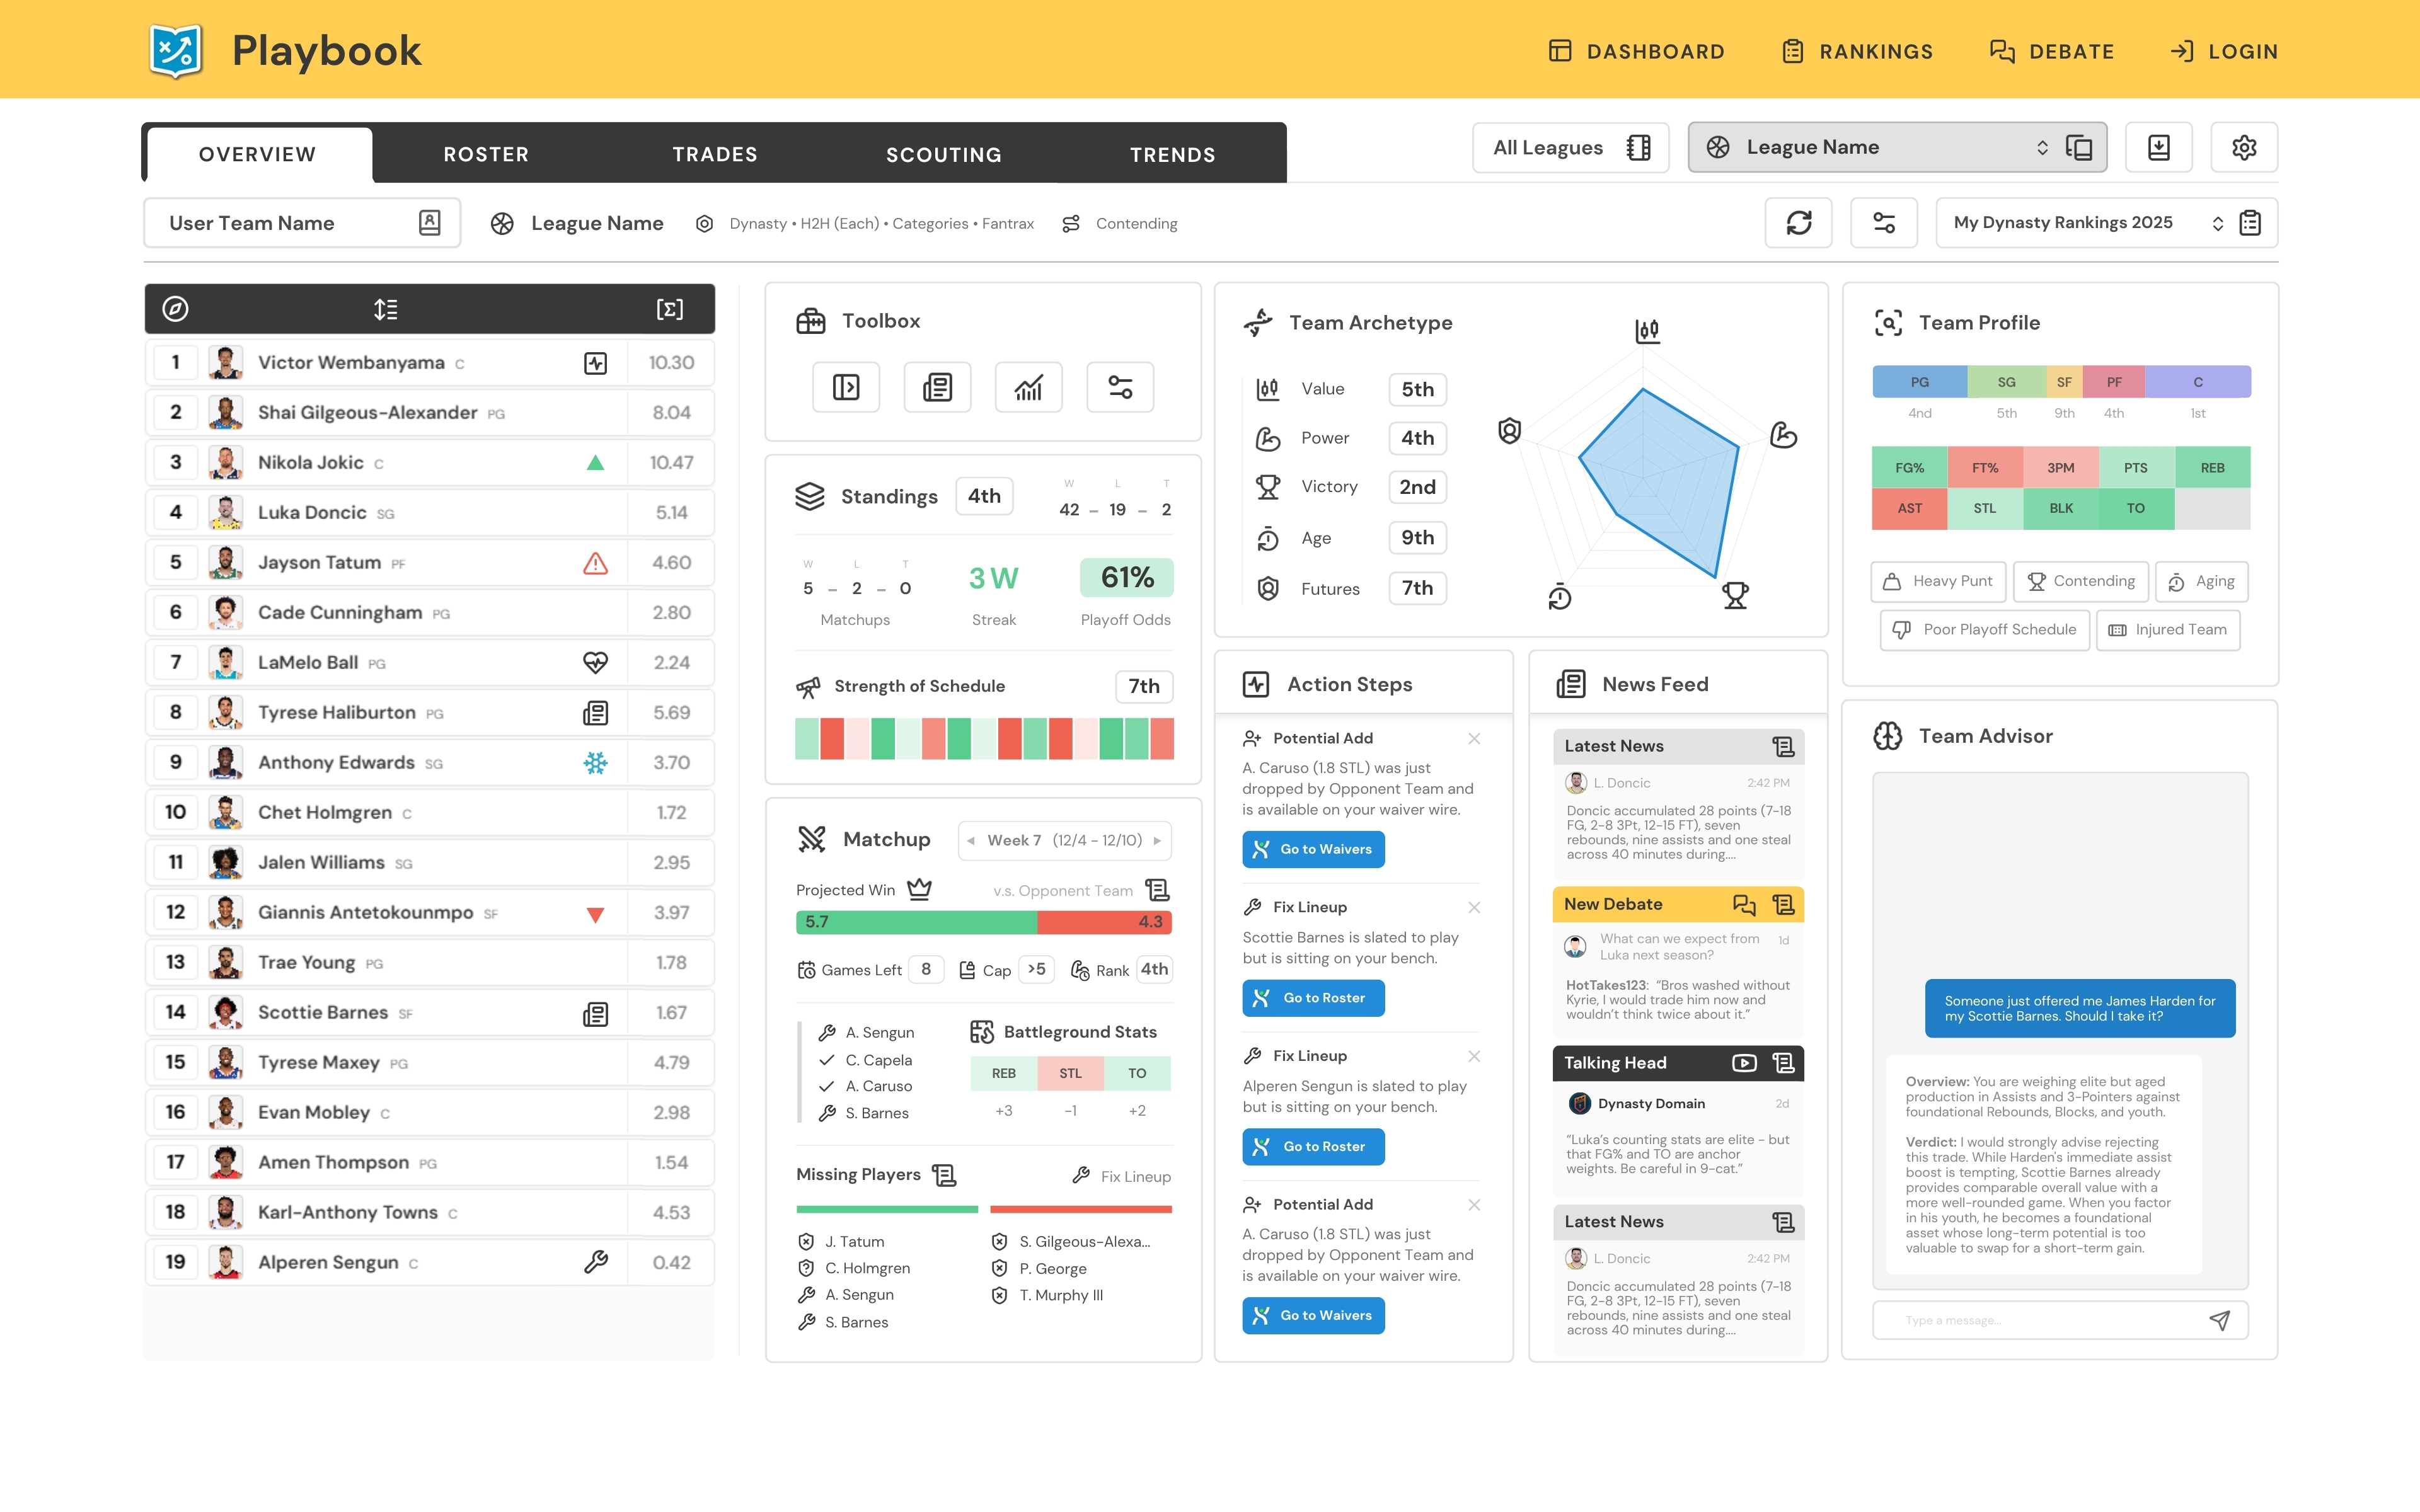 Playbook
DASHBOARD
RANKINGS
DEBATE
LOGIN
OVERVIEW
ROSTER
TRADES
SCOUTING
TRENDS
All Leagues
League Name
User Team Name
League Name
Dynasty • H2H (Each) • Categories • Fantrax
Contending
My Dynasty Rankings 2025
[Σ]
1 Victor Wembanyama C 10.30
2 Shai Gilgeous-Alexander PG 8.04
3 Nikola Jokic C 10.47
4 Luka Doncic SG 5.14
5 Jayson Tatum PF 4.60
6 Cade Cunningham PG 2.80
7 LaMelo Ball PG 2.24
8 Tyrese Haliburton PG 5.69
9 Anthony Edwards SG 3.70
10 Chet Holmgren C 1.72
11 Jalen Williams SG 2.95
12 Giannis Antetokounmpo SF 3.97
13 Trae Young PG 1.78
14 Scottie Barnes SF 1.67
15 Tyrese Maxey PG 4.79
16 Evan Mobley C 2.98
17 Amen Thompson PG 1.54
18 Karl-Anthony Towns C 4.53
19 Alperen Sengun C 0.42
Toolbox
Standings 4th
W L T
42 – 19 – 2
W L T
5 – 2 – 0
Matchups
3 W
Streak
61%
Playoff Odds
Strength of Schedule 7th
Matchup
Week 7 (12/4 - 12/10)
Projected Win
v.s. Opponent Team
5.7 4.3
Games Left 8
Cap >5
Rank 4th
A. Sengun
C. Capela
A. Caruso
S. Barnes
Battleground Stats
REB STL TO
+3 -1 +2
Missing Players
Fix Lineup
J. Tatum
C. Holmgren
A. Sengun
S. Barnes
S. Gilgeous-Alexa...
P. George
T. Murphy III
Team Archetype
Value 5th
Power 4th
Victory 2nd
Age 9th
Futures 7th
Action Steps
Potential Add
A. Caruso (1.8 STL) was just
dropped by Opponent Team and
is available on your waiver wire.
Go to Waivers
Fix Lineup
Scottie Barnes is slated to play
but is sitting on your bench.
Go to Roster
Fix Lineup
Alperen Sengun is slated to play
but is sitting on your bench.
Go to Roster
Potential Add
A. Caruso (1.8 STL) was just
dropped by Opponent Team and
is available on your waiver wire.
Go to Waivers
News Feed
Latest News
L. Doncic 2:42 PM
Doncic accumulated 28 points (7-18
FG, 2-8 3Pt, 12-15 FT), seven
rebounds, nine assists and one steal
across 40 minutes during....
New Debate
What can we expect from 1d
Luka next season?
HotTakes123: “Bros washed without
Kyrie, I would trade him now and
wouldn’t think twice about it.”
Talking Head
Dynasty Domain 2d
“Luka’s counting stats are elite - but
that FG% and TO are anchor
weights. Be careful in 9-cat.”
Latest News
L. Doncic 2:42 PM
Doncic accumulated 28 points (7-18
FG, 2-8 3Pt, 12-15 FT), seven
rebounds, nine assists and one steal
across 40 minutes during....
Team Profile
PG SG SF PF C
4nd 5th 9th 4th 1st
FG% FT% 3PM PTS REB
AST STL BLK TO
Heavy Punt
Contending
Aging
Poor Playoff Schedule
Injured Team
Team Advisor
Someone just offered me James Harden for
my Scottie Barnes. Should I take it?
Overview: You are weighing elite but aged
production in Assists and 3-Pointers against
foundational Rebounds, Blocks, and youth.
Verdict: I would strongly advise rejecting
this trade. While Harden's immediate assist
boost is tempting, Scottie Barnes already
provides comparable overall value with a
more well-rounded game. When you factor
in his youth, he becomes a foundational
asset whose long-term potential is too
valuable to swap for a short-term gain.
Type a message...